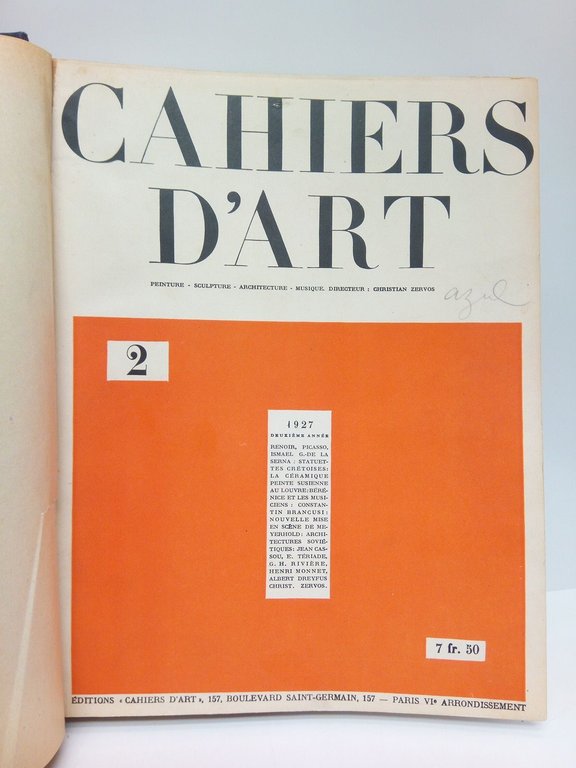 CAHIERS
D'ART
PEINTURE - SCULPTURE - ARCHITECTURE - MUSIQUE. DIRECTEUR : CHRISTIAN ZERVOS
azul
2
1927
DEUXIÈME ANNÉE
RENOIR, PICASSO,
ISMAEL G.-DE LA
SERNA : STATUET-
TES CRÉTOISES :
LA CÉRAMIQUE
PEINTE SUSIENNE
AU LOUVRE: BÉRÉ-
NICE ET LES MUSI-
CIENS : CONSTAN-
TIN BRANCUSI :
NOUVELLE MISE
EN SCÈNE DE ME-
YERHOLD : ARCHI-
TECTURES SOVIÉ-
TIQUES : JEAN CAS-
SOU, E. TÉRIADE,
G. H. RIVIÈRE,
HENRI MONNET,
ALBERT DREYFUS
CHRIST. ZERVOS.
7 fr. 50
ÉDITIONS « CAHIERS D'ART », 157, BOULEVARD SAINT-GERMAIN, 157 — PARIS VIe ARRONDISSEMENT